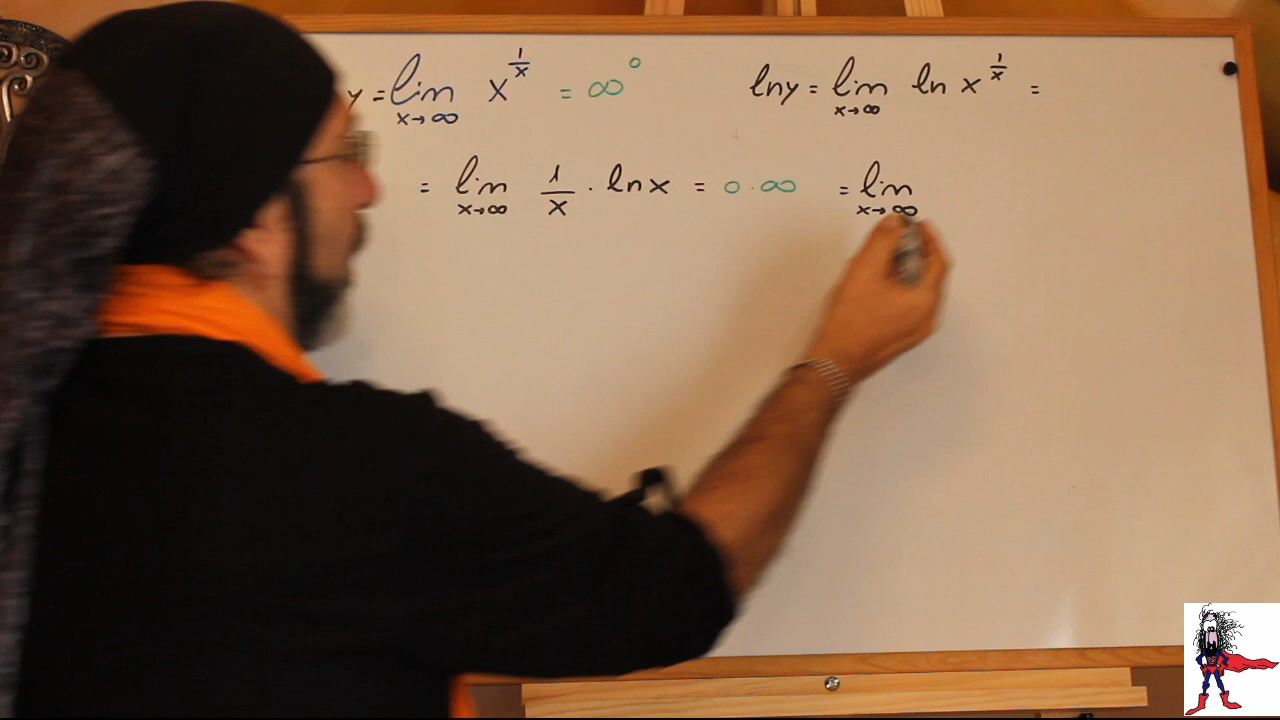 y = lim x→∞ x^(1/x) = ∞^0
ln y = lim x→∞ ln x^(1/x) =
= lim x→∞ 1/x · ln x = 0 · ∞ = lim x→∞